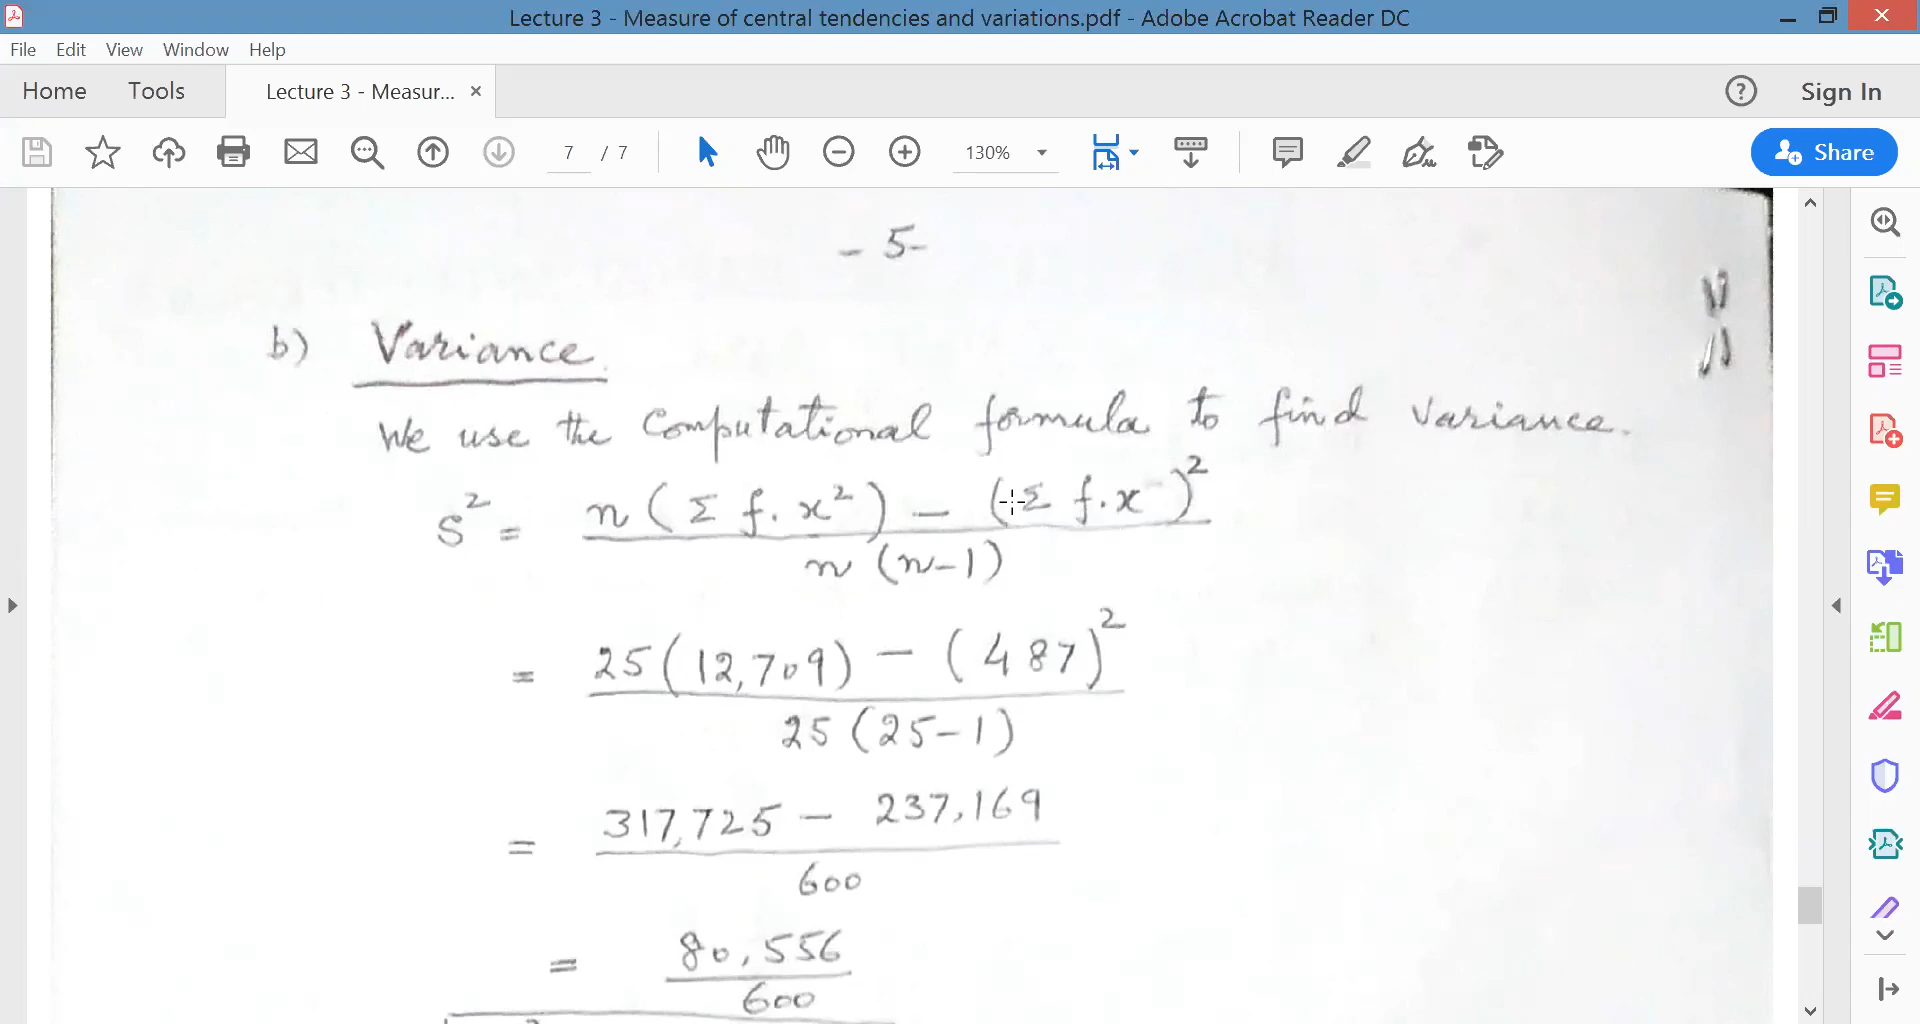 Lecture 3 - Measure of central tendencies and variations.pdf - Adobe Acrobat Reader DC
File Edit View Window Help
Home Tools Lecture 3 - Measur... × Sign In
7 / 7 130% Share
- 5-
b) Variance.
We use the computational formula to find variance.
S² = n(Σ f.x²) - (Σ f.x)²
n (n-1)
= 25(12,709) - (487)²
25 (25-1)
= 317,725 - 237,169
600
= 80,556
600